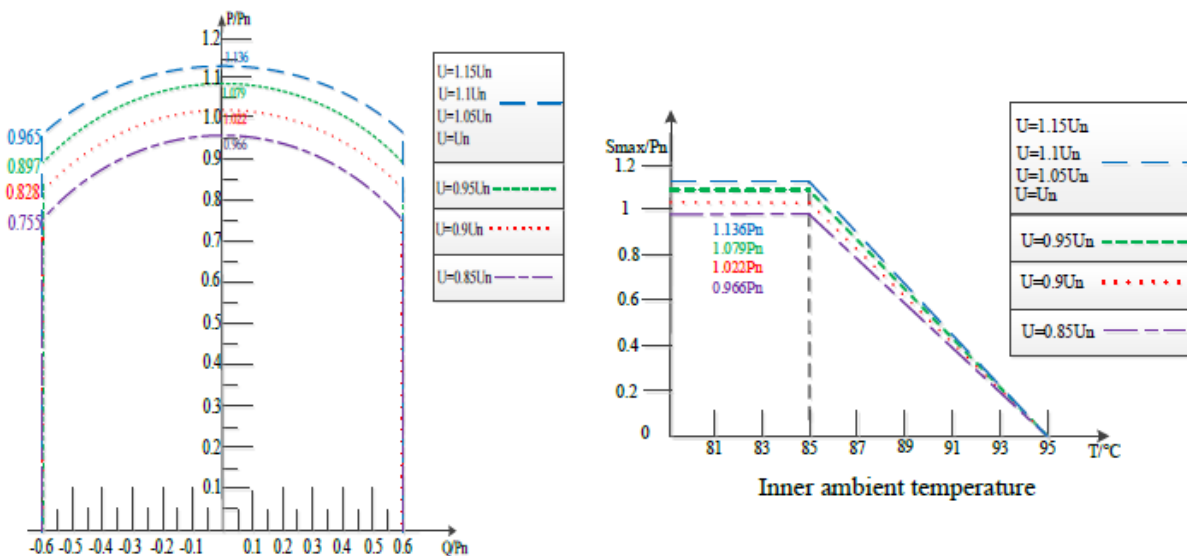 P/Pn
1.2
1.136
1.1
1.079
1.0
1.022
0.9
0.966
0.8
0.7
0.6
0.5
0.4
0.3
0.2
0.1
0.965
0.897
0.828
0.755
-0.6 -0.5 -0.4 -0.3 -0.2 -0.1 0.1 0.2 0.3 0.4 0.5 0.6 Q/Pn
U=1.15Un
U=1.1Un
U=1.05Un
U=Un
U=0.95Un
U=0.9Un
U=0.85Un
Smax/Pn
1.2
1
0.8
0.6
0.4
0.2
0
1.136Pn
1.079Pn
1.022Pn
0.966Pn
81 83 85 87 89 91 93 95 T/°C
Inner ambient temperature
U=1.15Un
U=1.1Un
U=1.05Un
U=Un
U=0.95Un
U=0.9Un
U=0.85Un